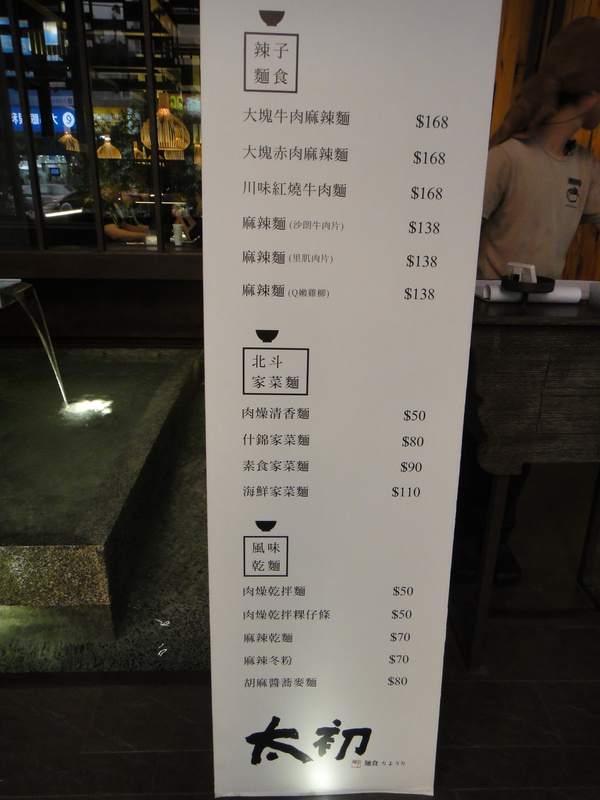 辣子
麵食
大塊牛肉麻辣麵 $168
大塊赤肉麻辣麵 $168
川味紅燒牛肉麵 $168
麻辣麵(沙朗牛肉片) $138
麻辣麵(里肌肉片) $138
麻辣麵(Q嫩雞柳) $138
北斗
家菜麵
肉燥清香麵 $50
什錦家菜麵 $80
素食家菜麵 $90
海鮮家菜麵 $110
風味
乾麵
肉燥乾拌麵 $50
肉燥乾拌粿仔條 $50
麻辣乾麵 $70
麻辣冬粉 $70
胡麻醬蕎麥麵 $80
太初
麵食 りようり